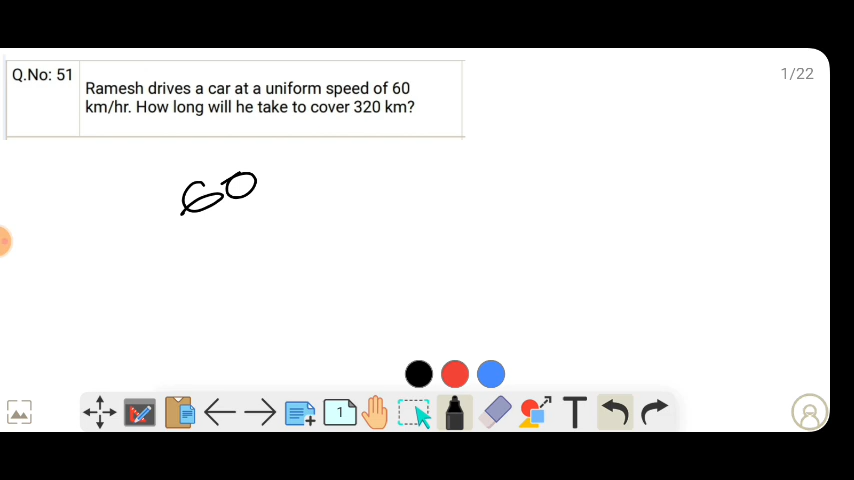 Q.No: 51
1/22
Ramesh drives a car at a uniform speed of 60
km/hr. How long will he take to cover 320 km?
60
1
T